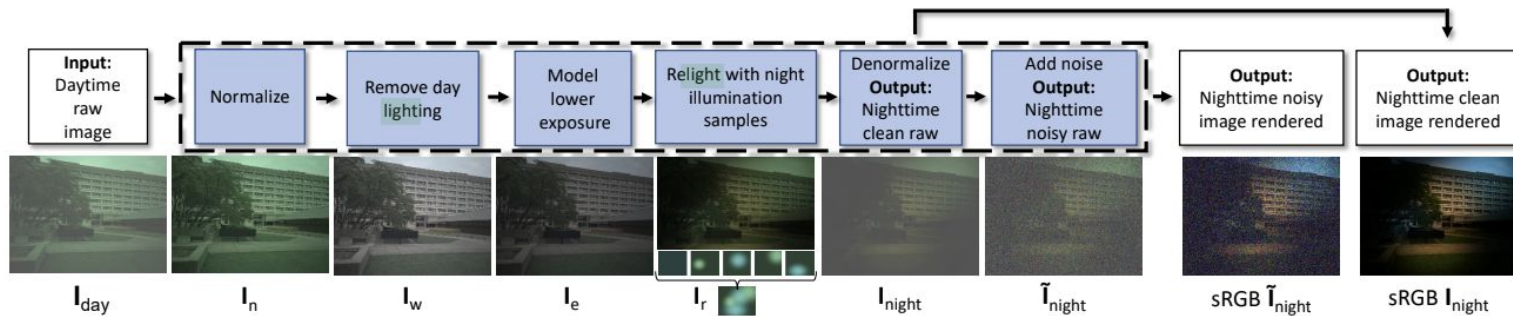 Input:
Daytime
raw
image
Normalize
Remove day
lighting
Model
lower
exposure
Relight with night
illumination
samples
Denormalize
Output:
Nighttime
clean raw
Add noise
Output:
Nighttime
noisy raw
Output:
Nighttime noisy
image rendered
Output:
Nighttime clean
image rendered
I_day
I_n
I_w
I_e
I_r
I_night
Ĩ_night
sRGB Ĩ_night
sRGB I_night